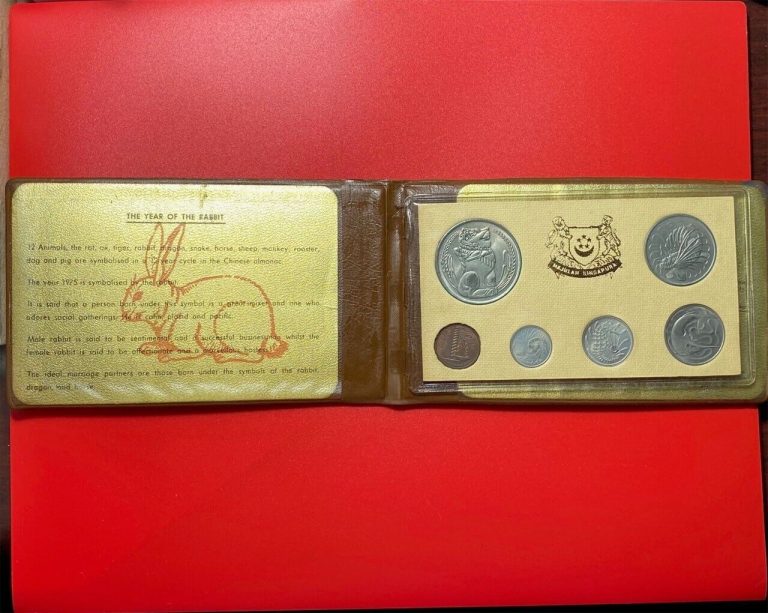 THE YEAR OF THE RABBIT
12 Animals, the rat, ox, tiger, rabbit, dragon, snake, horse, sheep, monkey, rooster,
dog and pig are symbolised in a 12 year cycle in the Chinese almanac.
The year 1975 is symbolised by the rabbit.
It is said that a person born under this symbol is a great mixer and one who
adores social gatherings. He is calm, placid and pacific.
Male rabbit is said to be sentimental and a successful businessman whilst the
female rabbit is said to be affectionate and a marvellous hostess.
The ideal marriage partners are those born under the symbols of the rabbit,
dragon, and
MAJULAH SINGAPURA